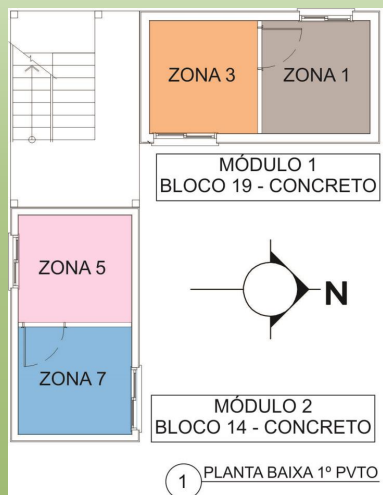 ZONA 3
ZONA 1
MÓDULO 1
BLOCO 19 - CONCRETO
ZONA 5
N
ZONA 7
MÓDULO 2
BLOCO 14 - CONCRETO
1
PLANTA BAIXA 1º PVTO